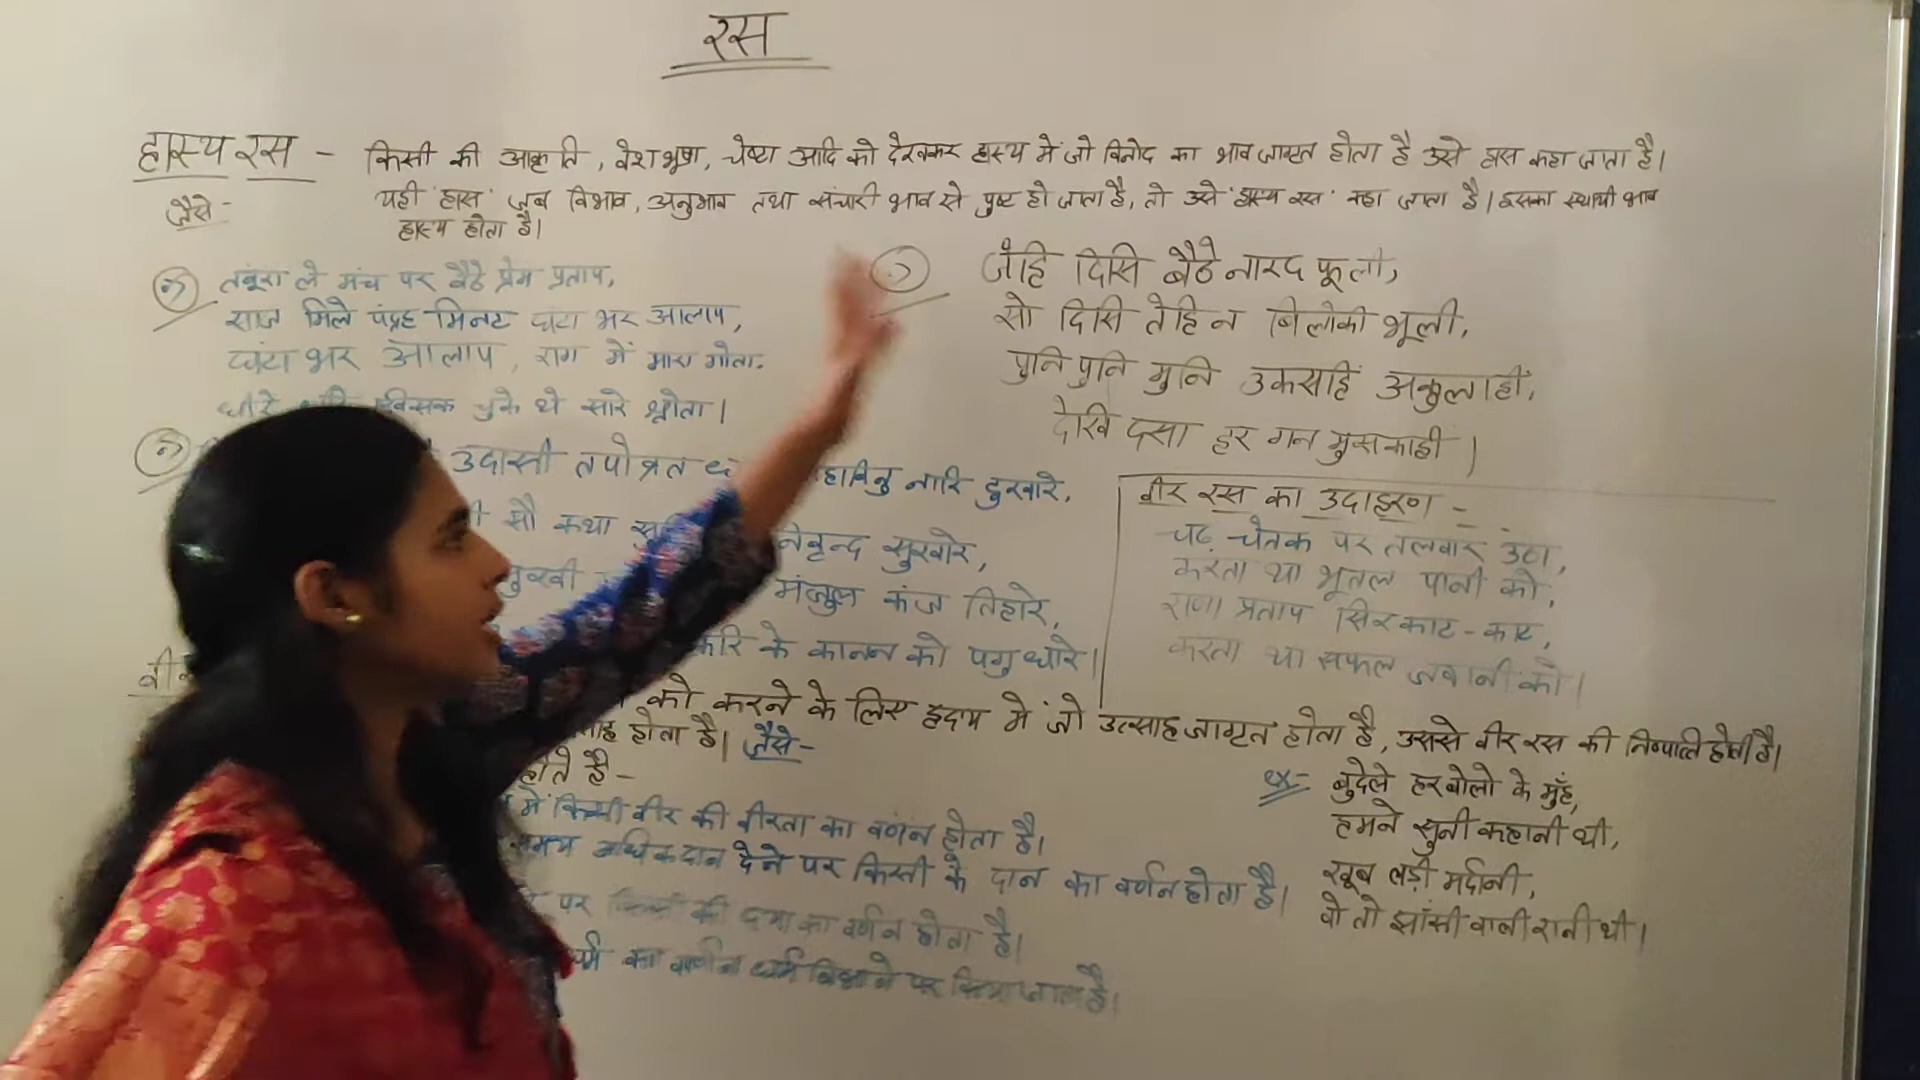 रस
हास्य रस - किसी की आकृति, वेशभूषा, चेष्टा आदि को देखकर हास्य में जो विनोद का भाव जागृत होता है उसे हास कहा जाता है।
यही 'हास' जब विभाव, अनुभाव तथा संचारी भाव से पुष्ट हो जाता है, तो उसे 'हास्य रस' कहा जाता है। इसका स्थायी भाव
हास्य होता है।
जैसे -
तंबूरा ले मंच पर बैठे प्रेम प्रताप,
साज मिले पंद्रह मिनट घंटा भर आलाप,
घंटा भर आलाप, राग में मारा गोता.
खिसक चुके थे सारे श्रोता।
जेहि दिसि बैठे नारद फूली,
सो दिसि तेहि न बिलोकी भूली,
पुनि पुनि मुनि उकसहिं अकुलाहीं,
देखि दसा हर गन मुसकाही।
उदासी तपोव्रत नारि दुखारे,
सौ कथा सुखारे,
मंजुल कंज तिहारे,
करि के कानन को पगु धारे।
वीर रस का उदाहरण -
चढ़ चेतक पर तलवार उठा,
करता था भूतल पानी को,
राणा प्रताप सिर काट-काट,
करता था सफल जवानी को।
को करने के लिए हृदय में जो उत्साह जागृत होता है, उससे वीर रस की निष्पत्ति होती है।
होता है। जैसे -
होते है -
में किसी वीर की वीरता का वर्णन होता है।
समय अधिक दान देने पर किसी के दान का वर्णन होता है।
पर किसी की दया का वर्णन होता है।
का वर्णन धर्म पर किया जाता है।
ex- बुंदेले हरबोलो के मुँह,
हमने सुनी कहानी थी,
खूब लड़ी मर्दानी,
वो तो झाँसी वाली रानी थी।